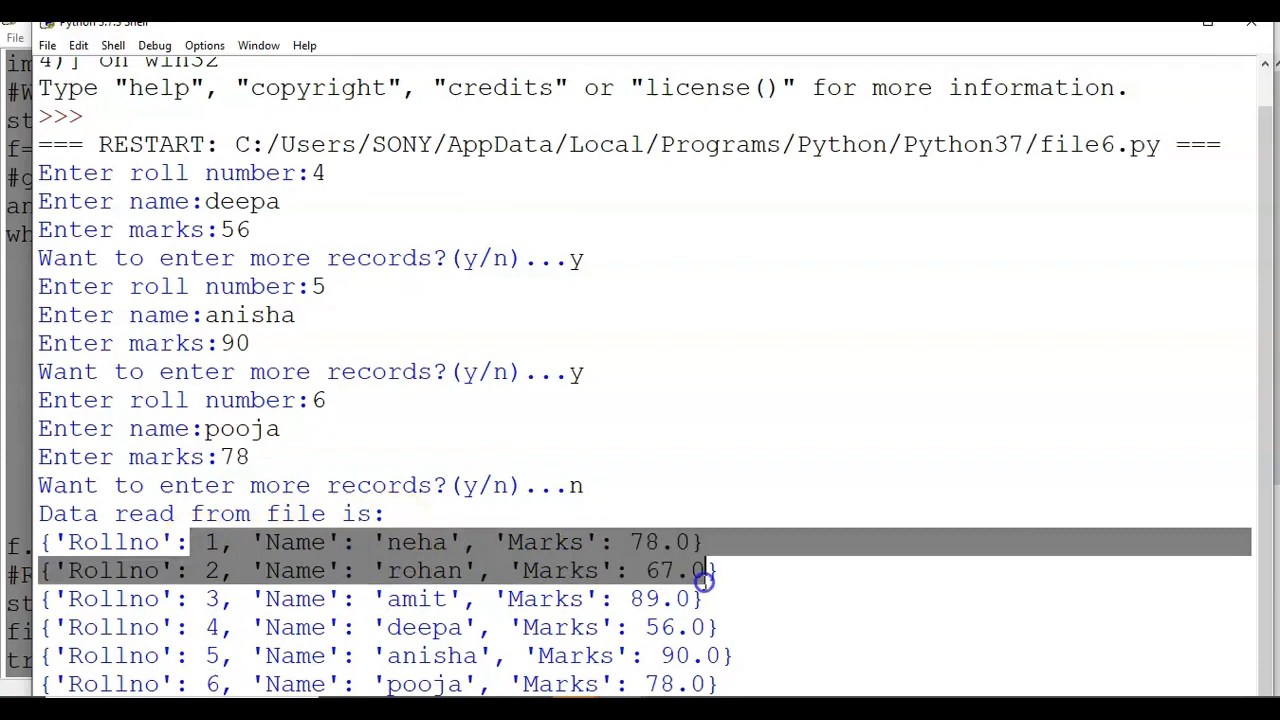 Python 3.7.3 Shell
File
File Edit Shell Debug Options Window Help
4)] on win32
Type "help", "copyright", "credits" or "license()" for more information.
>>>
=== RESTART: C:/Users/SONY/AppData/Local/Programs/Python/Python37/file6.py ===
Enter roll number:4
Enter name:deepa
Enter marks:56
Want to enter more records?(y/n)...y
Enter roll number:5
Enter name:anisha
Enter marks:90
Want to enter more records?(y/n)...y
Enter roll number:6
Enter name:pooja
Enter marks:78
Want to enter more records?(y/n)...n
Data read from file is:
{'Rollno': 1, 'Name': 'neha', 'Marks': 78.0}
{'Rollno': 2, 'Name': 'rohan', 'Marks': 67.0}
{'Rollno': 3, 'Name': 'amit', 'Marks': 89.0}
{'Rollno': 4, 'Name': 'deepa', 'Marks': 56.0}
{'Rollno': 5, 'Name': 'anisha', 'Marks': 90.0}
{'Rollno': 6, 'Name': 'pooja', 'Marks': 78.0}